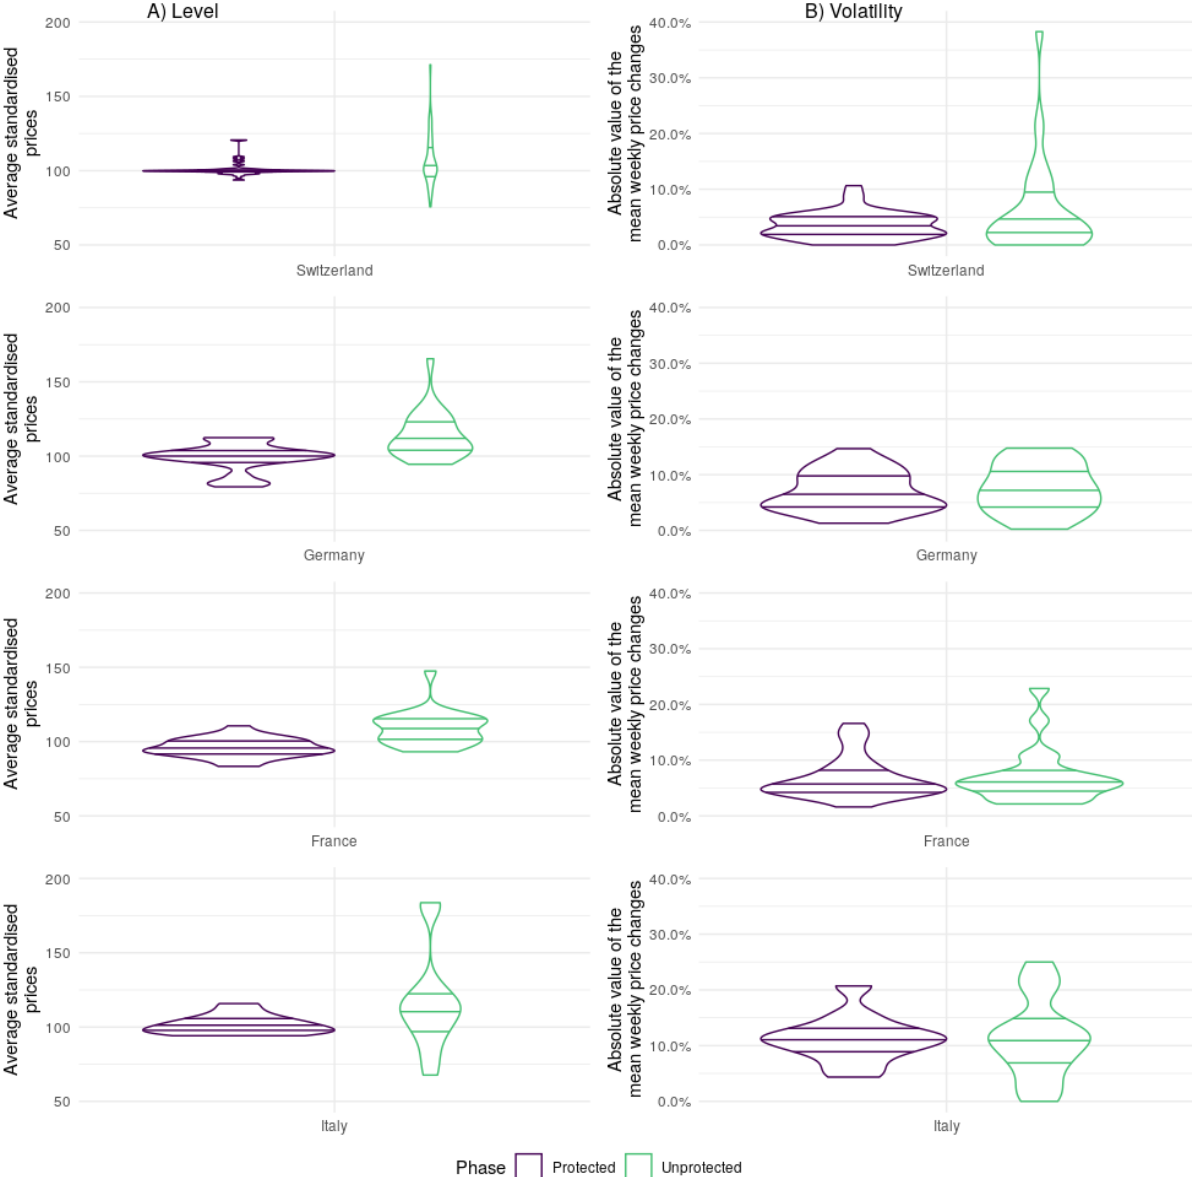 A) Level
B) Volatility
Average standardised
prices
200
150
100
50
Switzerland
Absolute value of the
mean weekly price changes
40.0%
30.0%
20.0%
10.0%
0.0%
Switzerland
Average standardised
prices
200
150
100
50
Germany
Absolute value of the
mean weekly price changes
40.0%
30.0%
20.0%
10.0%
0.0%
Germany
Average standardised
prices
200
150
100
50
France
Absolute value of the
mean weekly price changes
40.0%
30.0%
20.0%
10.0%
0.0%
France
Average standardised
prices
200
150
100
50
Italy
Absolute value of the
mean weekly price changes
40.0%
30.0%
20.0%
10.0%
0.0%
Italy
Phase Protected Unprotected